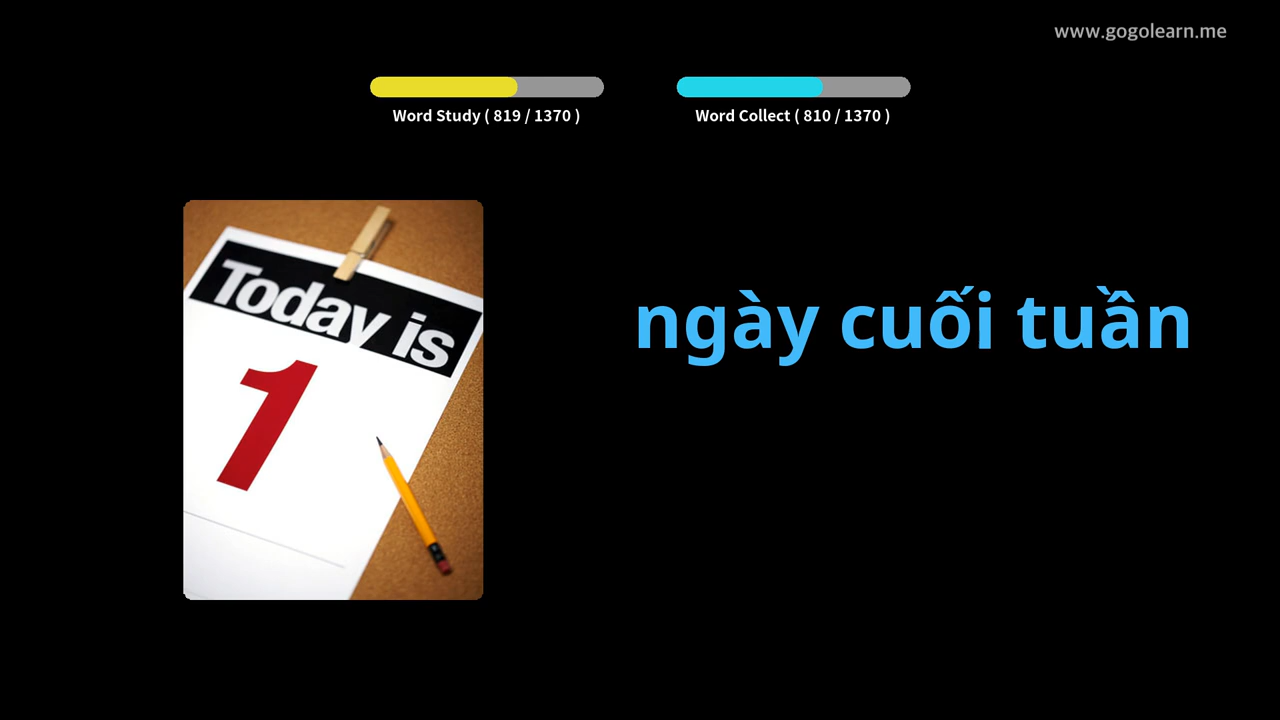 www.gogolearn.me
Word Study ( 819 / 1370 )
Word Collect ( 810 / 1370 )
Today is
1
ngày cuối tuần